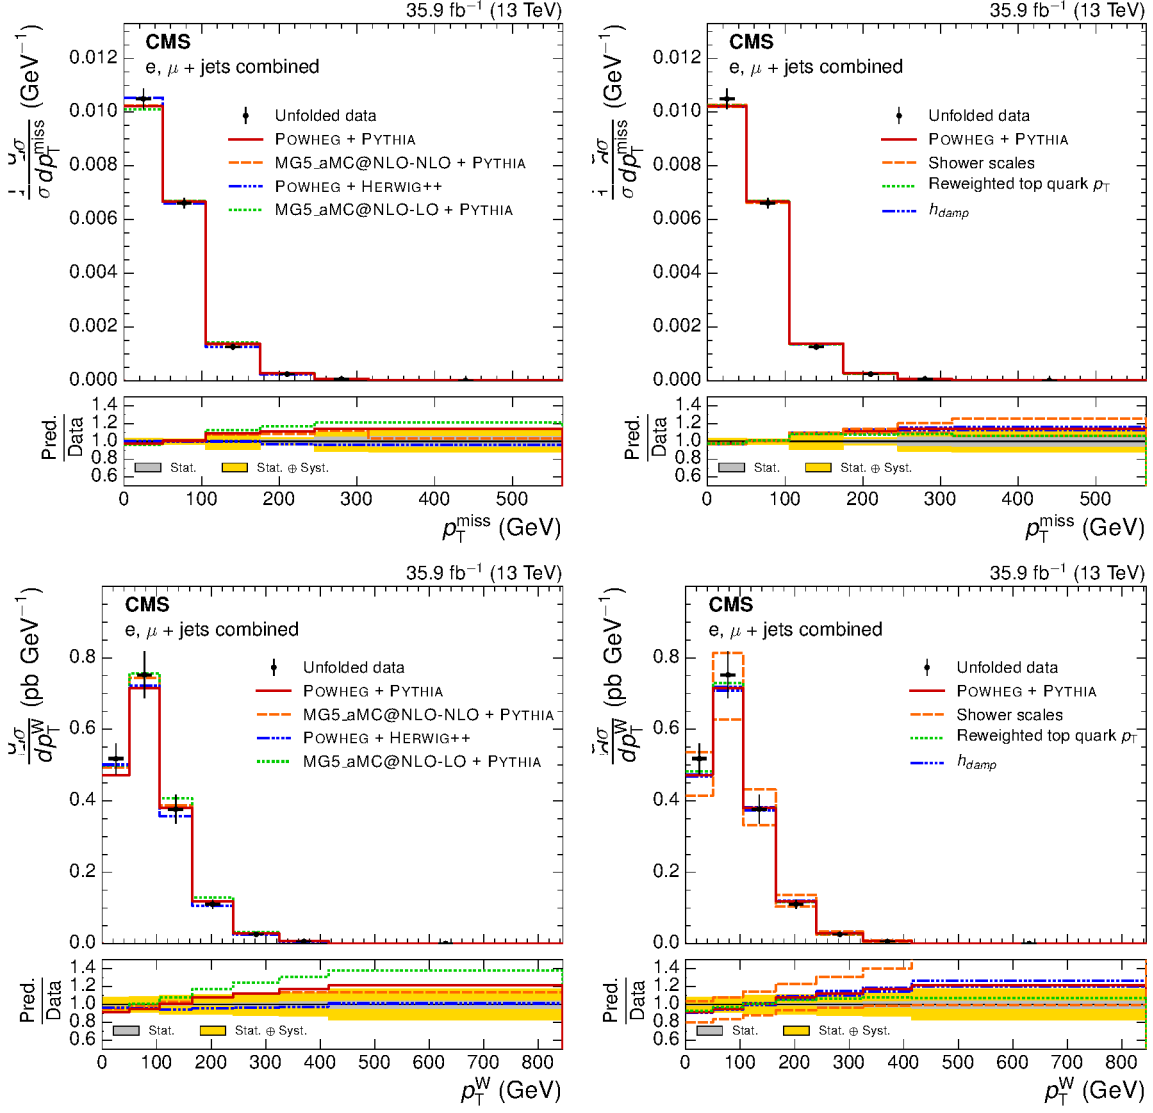 35.9 fb⁻¹ (13 TeV)
CMS
e, μ + jets combined
Unfolded data
POWHEG + PYTHIA
MG5_aMC@NLO-NLO + PYTHIA
POWHEG + HERWIG++
MG5_aMC@NLO-LO + PYTHIA
σ dp_T^miss (GeV⁻¹)
0.012
0.010
0.008
0.006
0.004
0.002
0.000
Pred.
Data
1.4
1.2
1.0
0.8
0.6
Stat.
Stat. ⊕ Syst.
0 100 200 300 400 500
p_T^miss (GeV)
35.9 fb⁻¹ (13 TeV)
CMS
e, μ + jets combined
Unfolded data
POWHEG + PYTHIA
Shower scales
Reweighted top quark p_T
h_damp
σ dp_T^miss (GeV⁻¹)
0.012
0.010
0.008
0.006
0.004
0.002
0.000
Pred.
Data
1.4
1.2
1.0
0.8
0.6
Stat.
Stat. ⊕ Syst.
0 100 200 300 400 500
p_T^miss (GeV)
35.9 fb⁻¹ (13 TeV)
CMS
e, μ + jets combined
Unfolded data
POWHEG + PYTHIA
MG5_aMC@NLO-NLO + PYTHIA
POWHEG + HERWIG++
MG5_aMC@NLO-LO + PYTHIA
dp_T^W (pb GeV⁻¹)
0.8
0.6
0.4
0.2
0.0
Pred.
Data
1.4
1.2
1.0
0.8
0.6
Stat.
Stat. ⊕ Syst.
0 100 200 300 400 500 600 700 800
p_T^W (GeV)
35.9 fb⁻¹ (13 TeV)
CMS
e, μ + jets combined
Unfolded data
POWHEG + PYTHIA
Shower scales
Reweighted top quark p_T
h_damp
dp_T^W (pb GeV⁻¹)
0.8
0.6
0.4
0.2
0.0
Pred.
Data
1.4
1.2
1.0
0.8
0.6
Stat.
Stat. ⊕ Syst.
0 100 200 300 400 500 600 700 800
p_T^W (GeV)